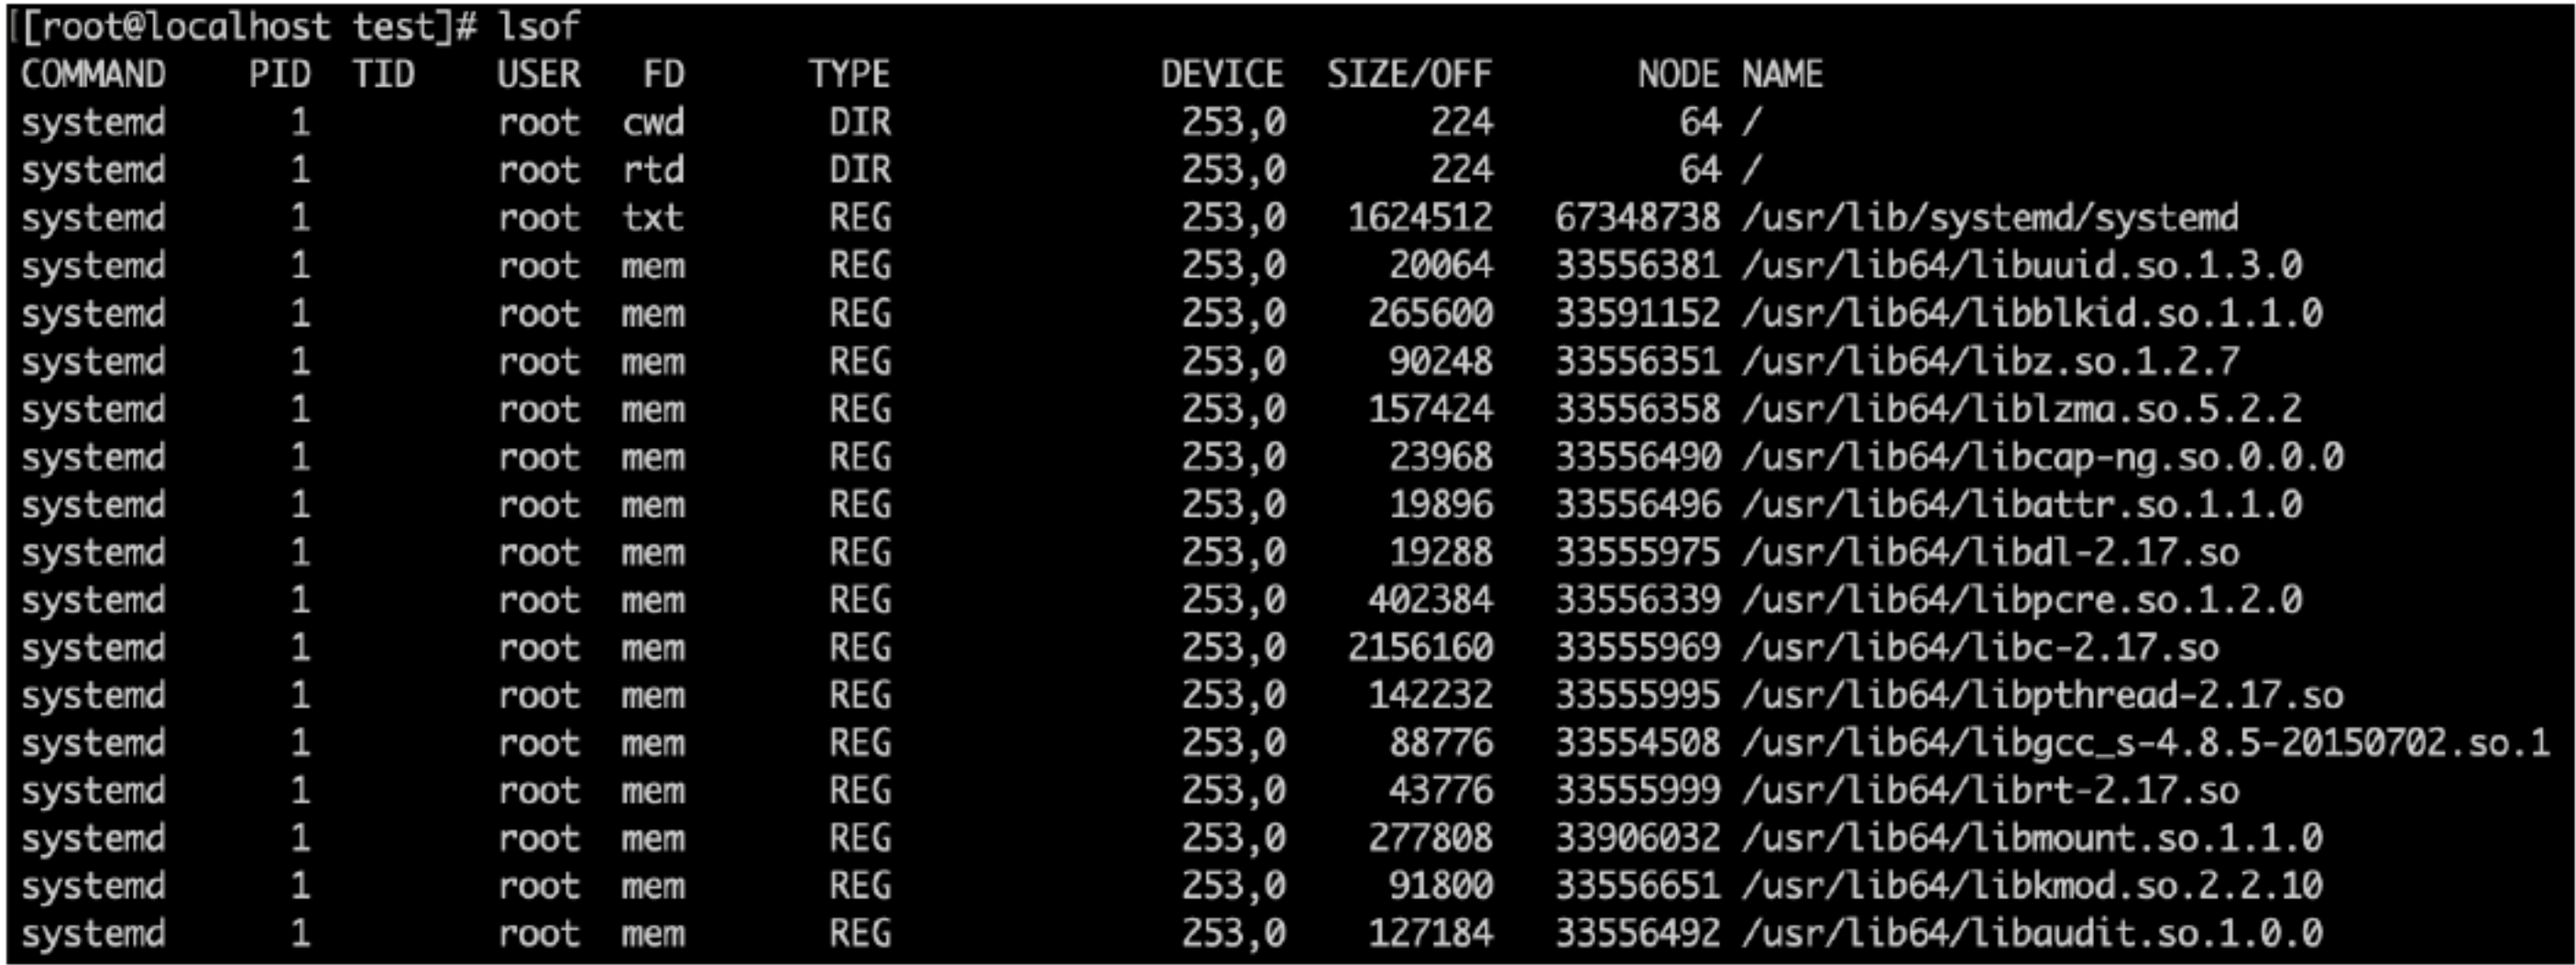 [[root@localhost test]# lsof
COMMAND    PID  TID    USER   FD      TYPE             DEVICE  SIZE/OFF       NODE NAME
systemd      1         root  cwd       DIR              253,0       224         64 /
systemd      1         root  rtd       DIR              253,0       224         64 /
systemd      1         root  txt       REG              253,0   1624512   67348738 /usr/lib/systemd/systemd
systemd      1         root  mem       REG              253,0     20064   33556381 /usr/lib64/libuuid.so.1.3.0
systemd      1         root  mem       REG              253,0    265600   33591152 /usr/lib64/libblkid.so.1.1.0
systemd      1         root  mem       REG              253,0     90248   33556351 /usr/lib64/libz.so.1.2.7
systemd      1         root  mem       REG              253,0    157424   33556358 /usr/lib64/liblzma.so.5.2.2
systemd      1         root  mem       REG              253,0     23968   33556490 /usr/lib64/libcap-ng.so.0.0.0
systemd      1         root  mem       REG              253,0     19896   33556496 /usr/lib64/libattr.so.1.1.0
systemd      1         root  mem       REG              253,0     19288   33555975 /usr/lib64/libdl-2.17.so
systemd      1         root  mem       REG              253,0    402384   33556339 /usr/lib64/libpcre.so.1.2.0
systemd      1         root  mem       REG              253,0   2156160   33555969 /usr/lib64/libc-2.17.so
systemd      1         root  mem       REG              253,0    142232   33555995 /usr/lib64/libpthread-2.17.so
systemd      1         root  mem       REG              253,0     88776   33554508 /usr/lib64/libgcc_s-4.8.5-20150702.so.1
systemd      1         root  mem       REG              253,0     43776   33555999 /usr/lib64/librt-2.17.so
systemd      1         root  mem       REG              253,0    277808   33906032 /usr/lib64/libmount.so.1.1.0
systemd      1         root  mem       REG              253,0     91800   33556651 /usr/lib64/libkmod.so.2.2.10
systemd      1         root  mem       REG              253,0    127184   33556492 /usr/lib64/libaudit.so.1.0.0